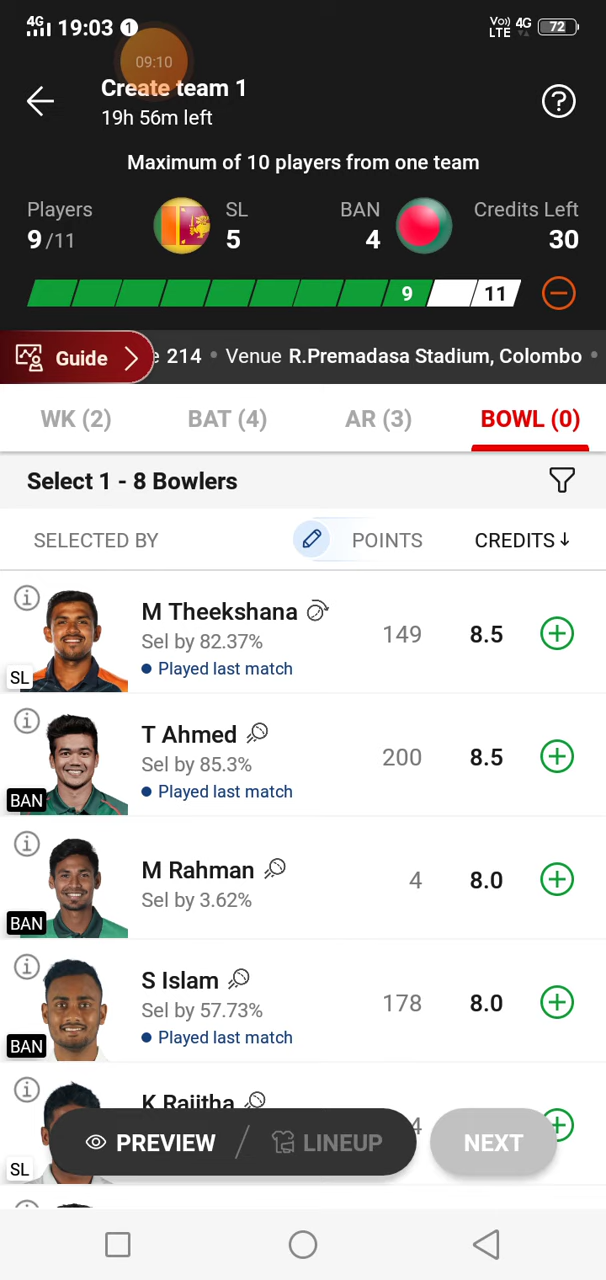 4G 19:03 1 Vo)) LTE 4G 72
09:10
Create team 1
19h 56m left
Maximum of 10 players from one team
Players SL BAN Credits Left
9/11 5 4 30
9 11
Guide 214 • Venue R.Premadasa Stadium, Colombo •
WK (2) BAT (4) AR (3) BOWL (0)
Select 1 - 8 Bowlers
SELECTED BY POINTS CREDITS↓
M Theekshana
Sel by 82.37% 149 8.5
SL • Played last match
T Ahmed
Sel by 85.3% 200 8.5
BAN • Played last match
M Rahman
Sel by 3.62% 4 8.0
BAN
S Islam
Sel by 57.73% 178 8.0
BAN • Played last match
K Rajitha
PREVIEW / LINEUP NEXT
SL